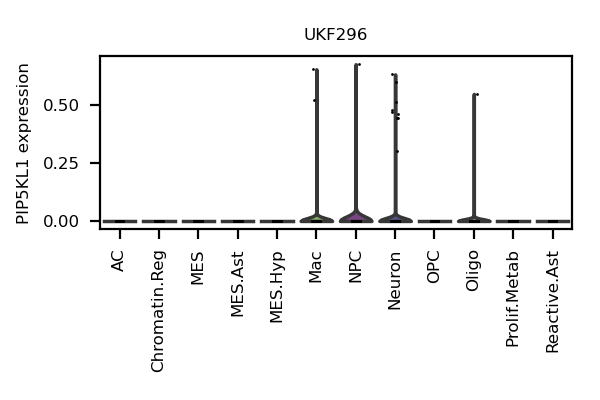 UKF296
PIP5KL1 expression
0.50
0.25
0.00
AC
Chromatin.Reg
MES
MES.Ast
MES.Hyp
Mac
NPC
Neuron
OPC
Oligo
Prolif.Metab
Reactive.Ast